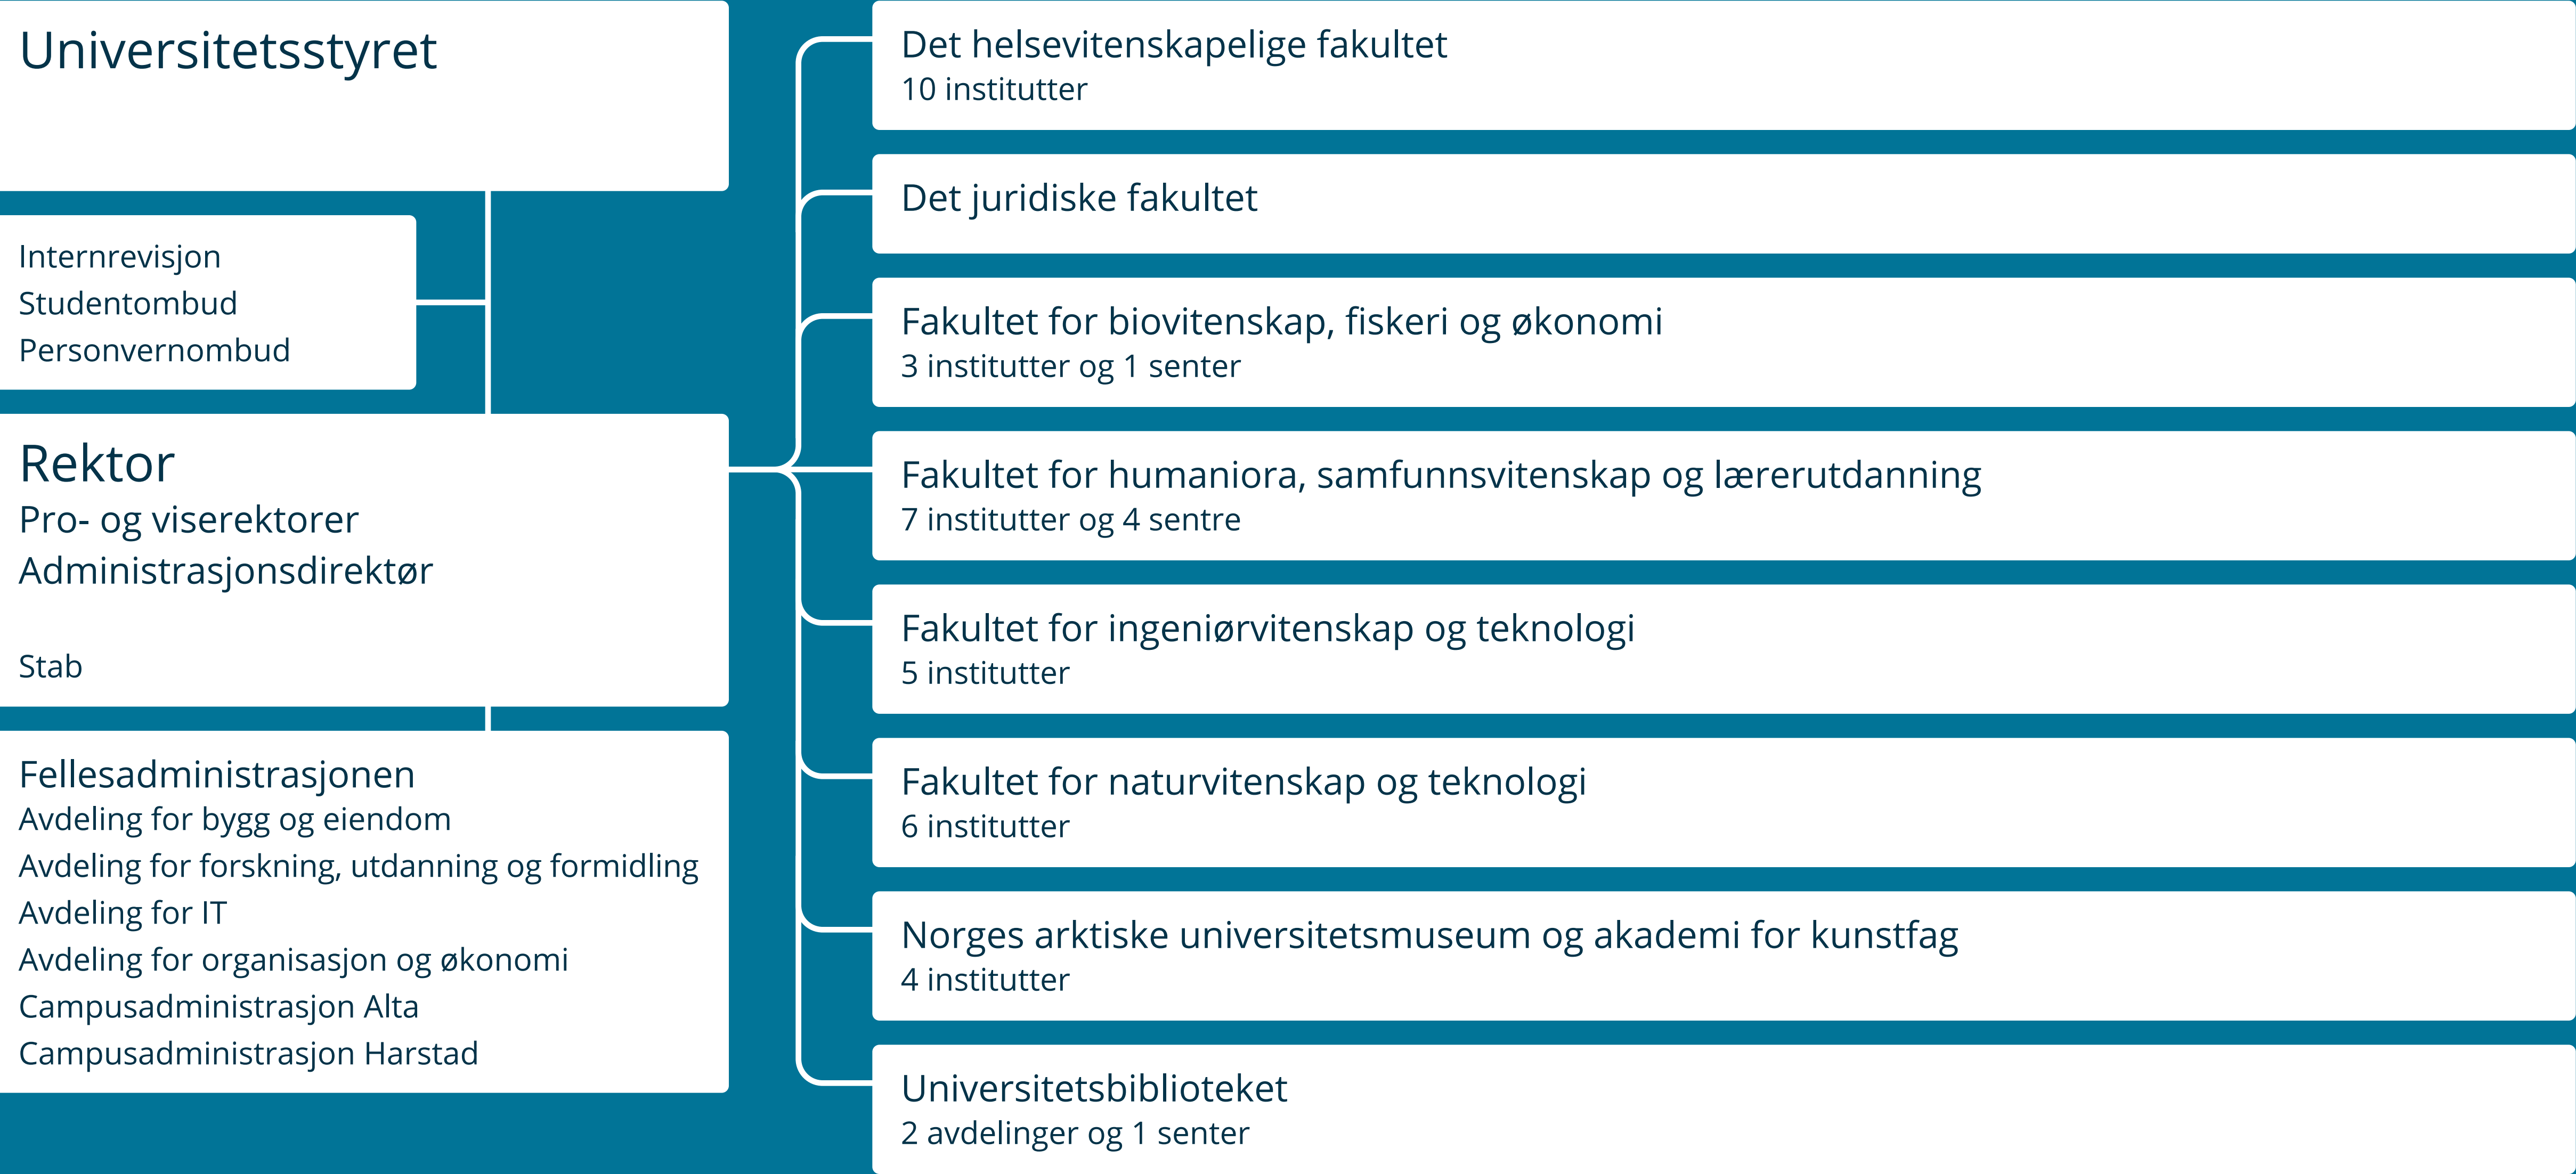 Universitetsstyret
Internrevisjon
Studentombud
Personvernombud
Rektor
Pro- og viserektorer
Administrasjonsdirektør
Stab
Fellesadministrasjonen
Avdeling for bygg og eiendom
Avdeling for forskning, utdanning og formidling
Avdeling for IT
Avdeling for organisasjon og økonomi
Campusadministrasjon Alta
Campusadministrasjon Harstad
Det helsevitenskapelige fakultet
10 institutter
Det juridiske fakultet
Fakultet for biovitenskap, fiskeri og økonomi
3 institutter og 1 senter
Fakultet for humaniora, samfunnsvitenskap og lærerutdanning
7 institutter og 4 sentre
Fakultet for ingeniørvitenskap og teknologi
5 institutter
Fakultet for naturvitenskap og teknologi
6 institutter
Norges arktiske universitetsmuseum og akademi for kunstfag
4 institutter
Universitetsbiblioteket
2 avdelinger og 1 senter